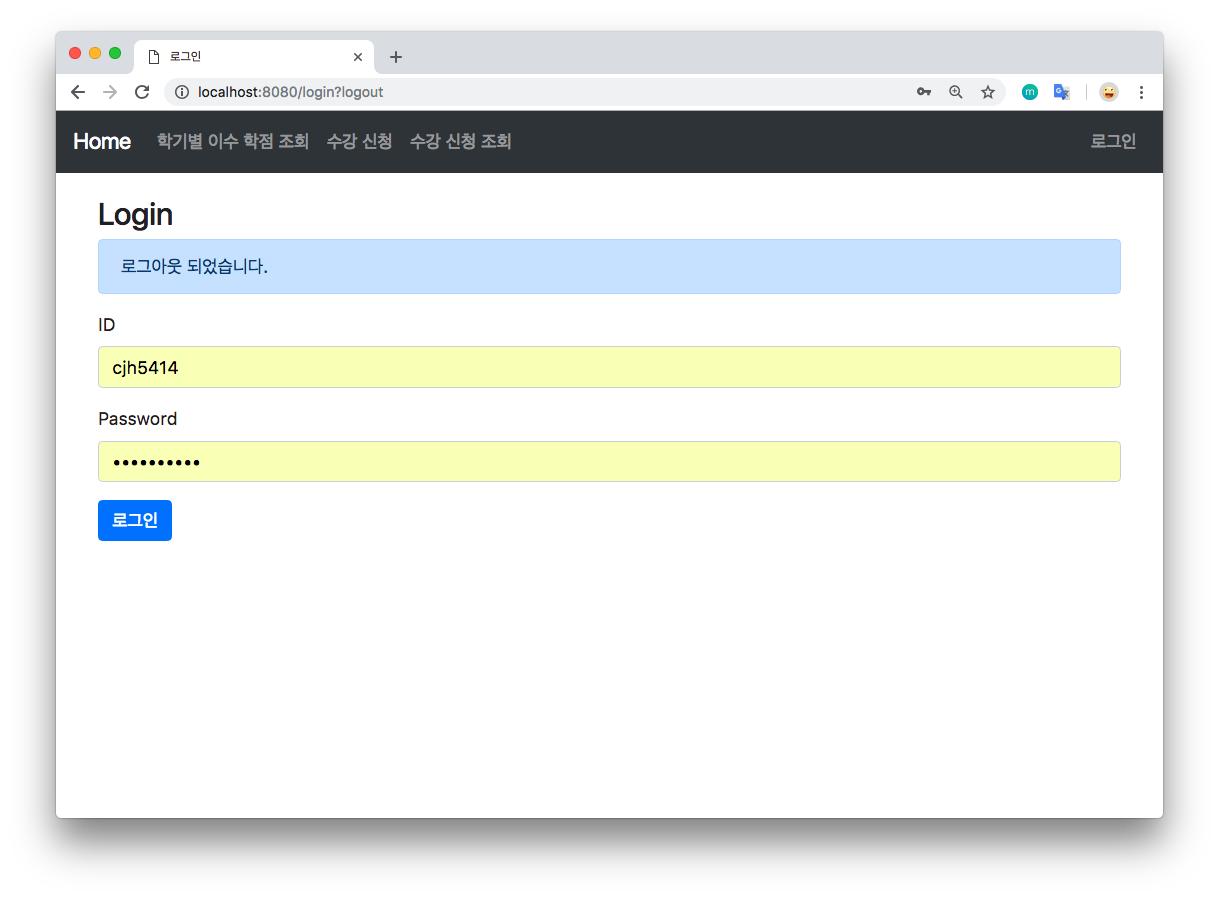 로그인
localhost:8080/login?logout
Home 학기별 이수 학점 조회 수강 신청 수강 신청 조회 로그인
Login
로그아웃 되었습니다.
ID
cjh5414
Password
••••••••••
로그인